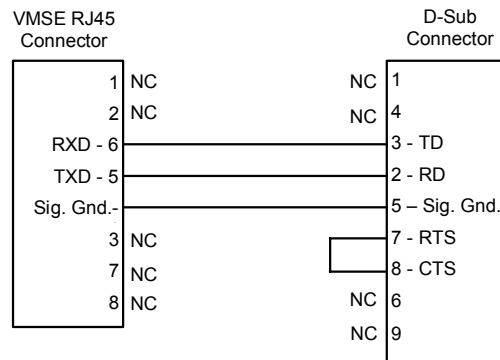 VMSE RJ45
Connector
D-Sub
Connector
1 NC
2 NC
RXD - 6
TXD - 5
Sig. Gnd.-
3 NC
7 NC
8 NC
NC 1
NC 4
3 - TD
2 - RD
5 – Sig. Gnd.
7 - RTS
8 - CTS
NC 6
NC 9